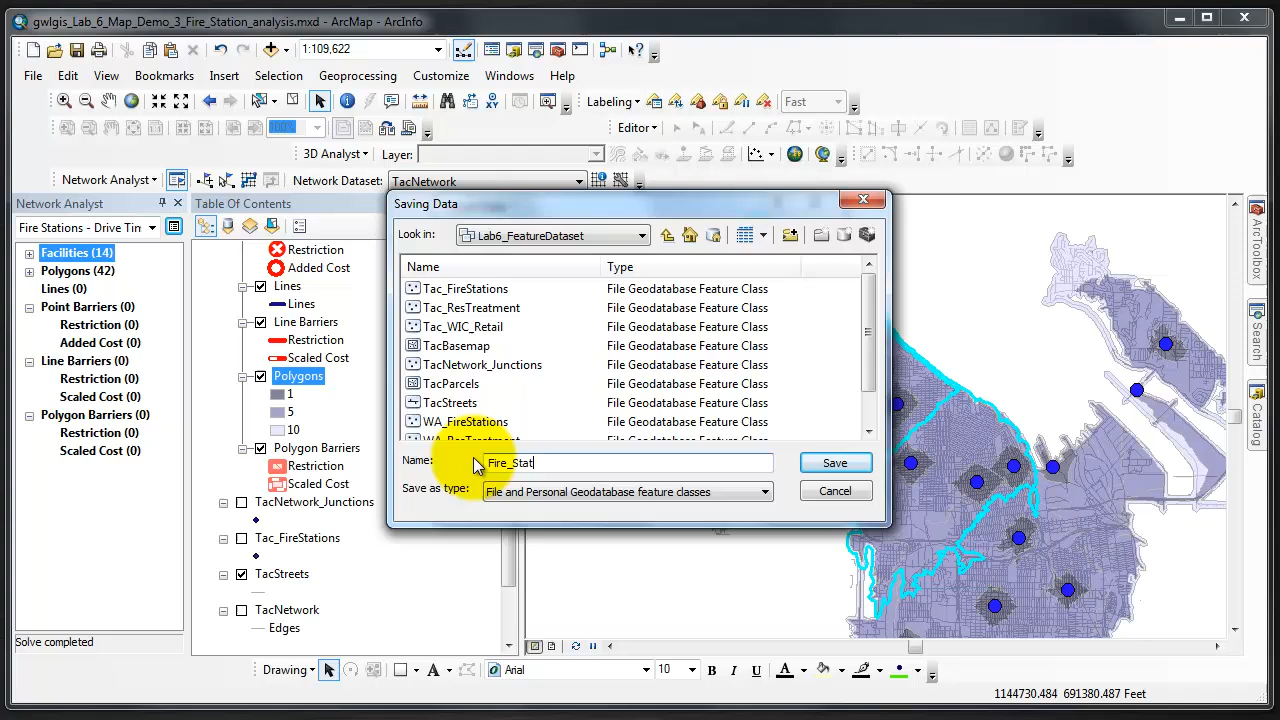 gwlgis_Lab_6_Map_Demo_3_Fire_Station_analysis.mxd - ArcMap - ArcInfo
1:109,622
File Edit View Bookmarks Insert Selection Geoprocessing Customize Windows Help
Labeling Fast
100% Editor
3D Analyst Layer:
Network Analyst Network Dataset: TacNetwork
Network Analyst
Fire Stations - Drive Tim
Facilities (14)
Polygons (42)
Lines (0)
Point Barriers (0)
Restriction (0)
Added Cost (0)
Line Barriers (0)
Restriction (0)
Scaled Cost (0)
Polygon Barriers (0)
Restriction (0)
Scaled Cost (0)
Solve completed
Table Of Contents
Restriction
Added Cost
Lines
Lines
Line Barriers
Restriction
Scaled Cost
Polygons
1
5
10
Polygon Barriers
Restriction
Scaled Cost
TacNetwork_Junctions
Tac_FireStations
TacStreets
TacNetwork
Edges
Saving Data
Look in: Lab6_FeatureDataset
Name Type
Tac_FireStations File Geodatabase Feature Class
Tac_ResTreatment File Geodatabase Feature Class
Tac_WIC_Retail File Geodatabase Feature Class
TacBasemap File Geodatabase Feature Class
TacNetwork_Junctions File Geodatabase Feature Class
TacParcels File Geodatabase Feature Class
TacStreets File Geodatabase Feature Class
WA_FireStations File Geodatabase Feature Class
WA_ResTreatment File Geodatabase Feature Class
Name: Fire_Stat Save
Save as type: File and Personal Geodatabase feature classes Cancel
ArcToolbox
Search
Catalog
Drawing A Arial 10 B I U A
1144730.484 691380.487 Feet